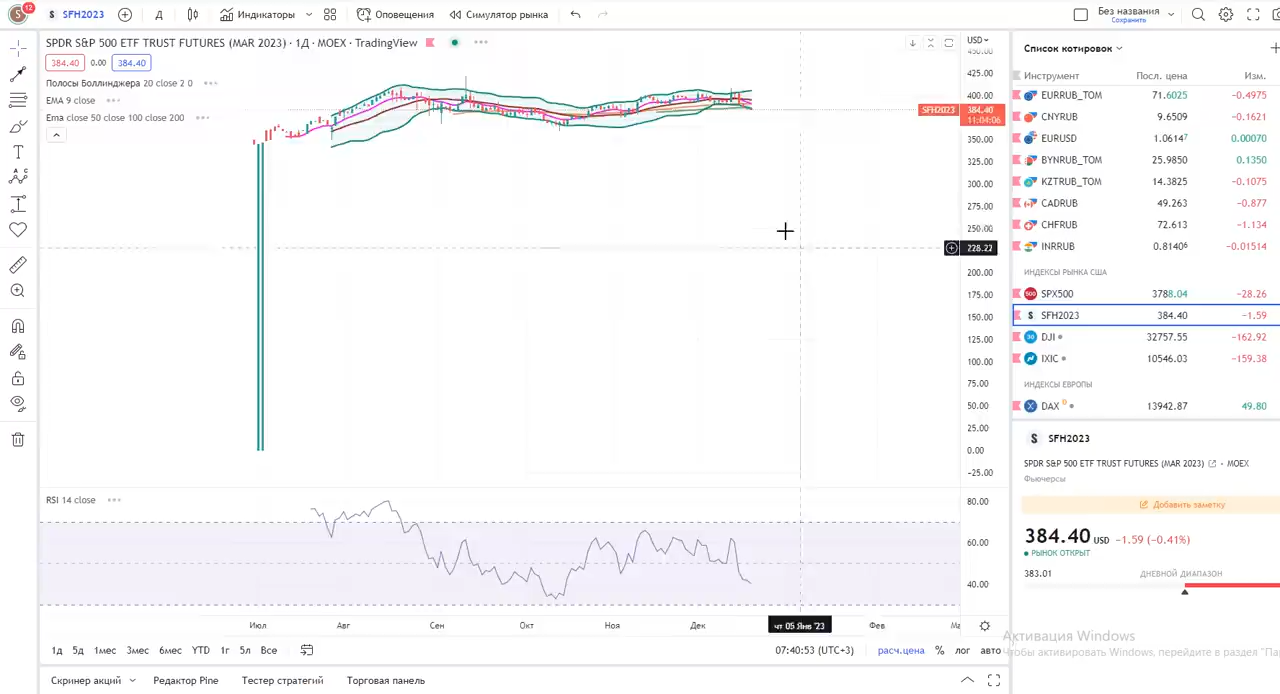 12 S SFH2023 Д Индикаторы Оповещения Симулятор рынка Без названия
Сохранить
SPDR S&P 500 ETF TRUST FUTURES (MAR 2023) · 1Д · MOEX · TradingView
384.40 0.00 384.40
Полосы Боллинджера 20 close 2 0
EMA 9 close
Ema close 50 close 100 close 200
USD
450.00
425.00
400.00
SFH2023 384.40
11:04:06
350.00
325.00
300.00
275.00
250.00
228.22
200.00
175.00
150.00
125.00
100.00
75.00
50.00
25.00
0.00
−25.00
RSI 14 close
80.00
60.00
40.00
Июл Авг Сен Окт Ноя Дек чт 05 Янв '23 Фев Ма
1д 5д 1мес 3мес 6мес YTD 1г 5л Все 07:40:53 (UTC+3) расч.цена % лог авто
Скринер акций Редактор Pine Тестер стратегий Торговая панель
Список котировок
Инструмент Посл. цена Изм.
EURRUB_TOM 71.6025 −0.4975
CNYRUB 9.6509 −0.1621
EURUSD 1.0614⁷ 0.00070
BYNRUB_TOM 25.9850 0.1350
KZTRUB_TOM 14.3825 −0.1075
CADRUB 49.263 −0.877
CHFRUB 72.613 −1.134
INRRUB 0.8140⁶ −0.01514
ИНДЕКСЫ РЫНКА США
500 SPX500 3788.04 −28.26
S SFH2023 384.40 −1.59
30 DJI 32757.55 −162.92
IXIC 10546.03 −159.38
ИНДЕКСЫ ЕВРОПЫ
X DAX D 13942.87 49.80
S SFH2023
SPDR S&P 500 ETF TRUST FUTURES (MAR 2023) · MOEX
Фьючерсы
Добавить заметку
384.40 USD −1.59 (−0.41%)
РЫНОК ОТКРЫТ
383.01 ДНЕВНОЙ ДИАПАЗОН
Активация Windows
Чтобы активировать Windows, перейдите в раздел "Па